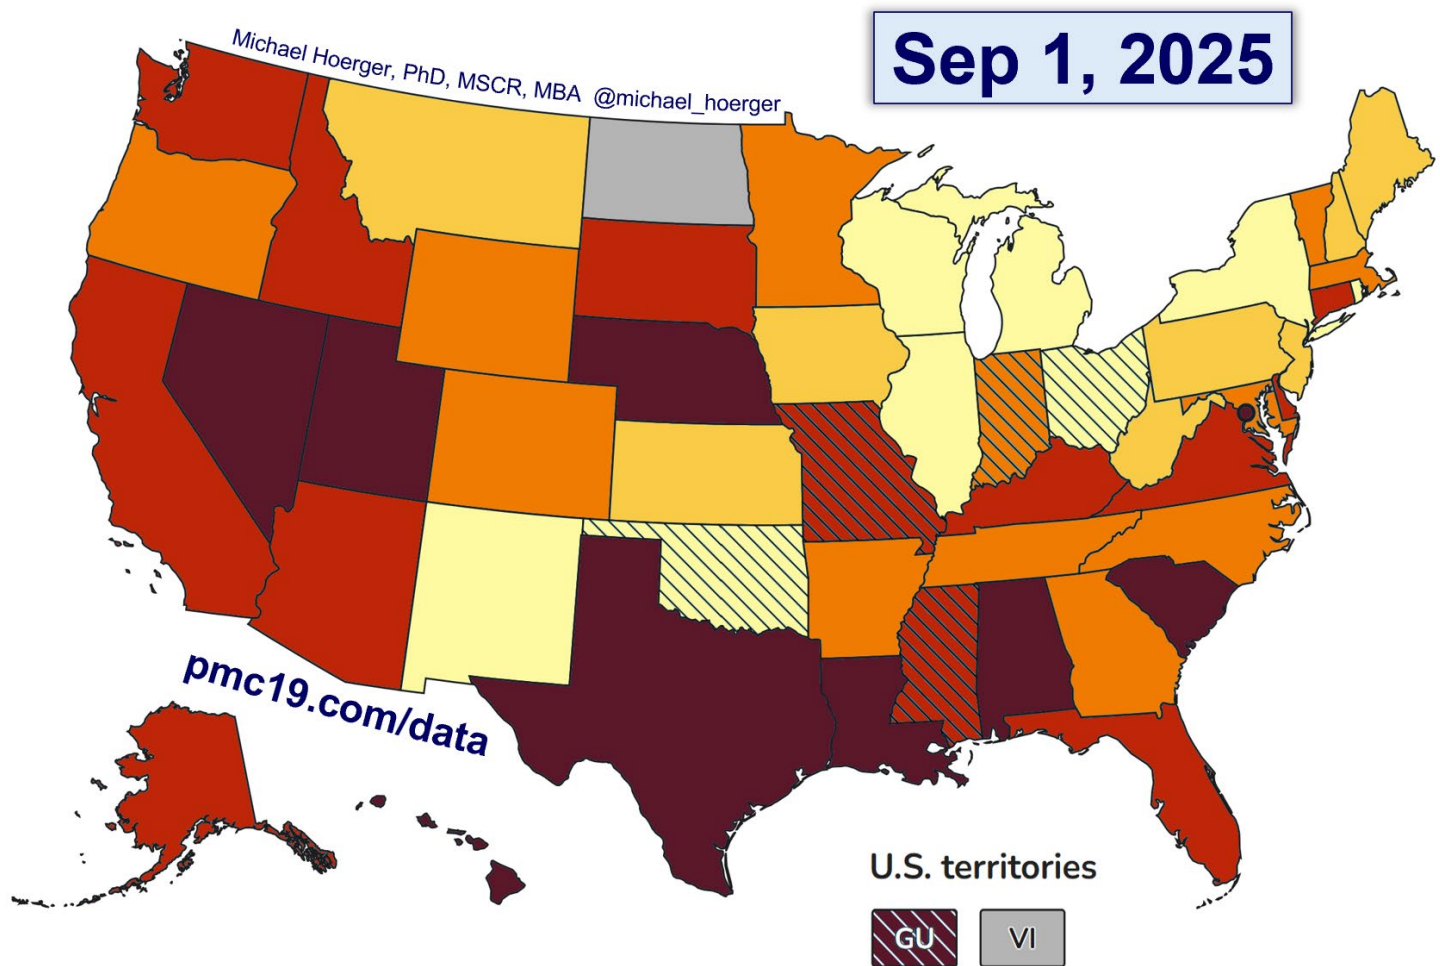 Michael Hoerger, PhD, MSCR, MBA @michael_hoerger
Sep 1, 2025
pmc19.com/data
U.S. territories
GU
VI